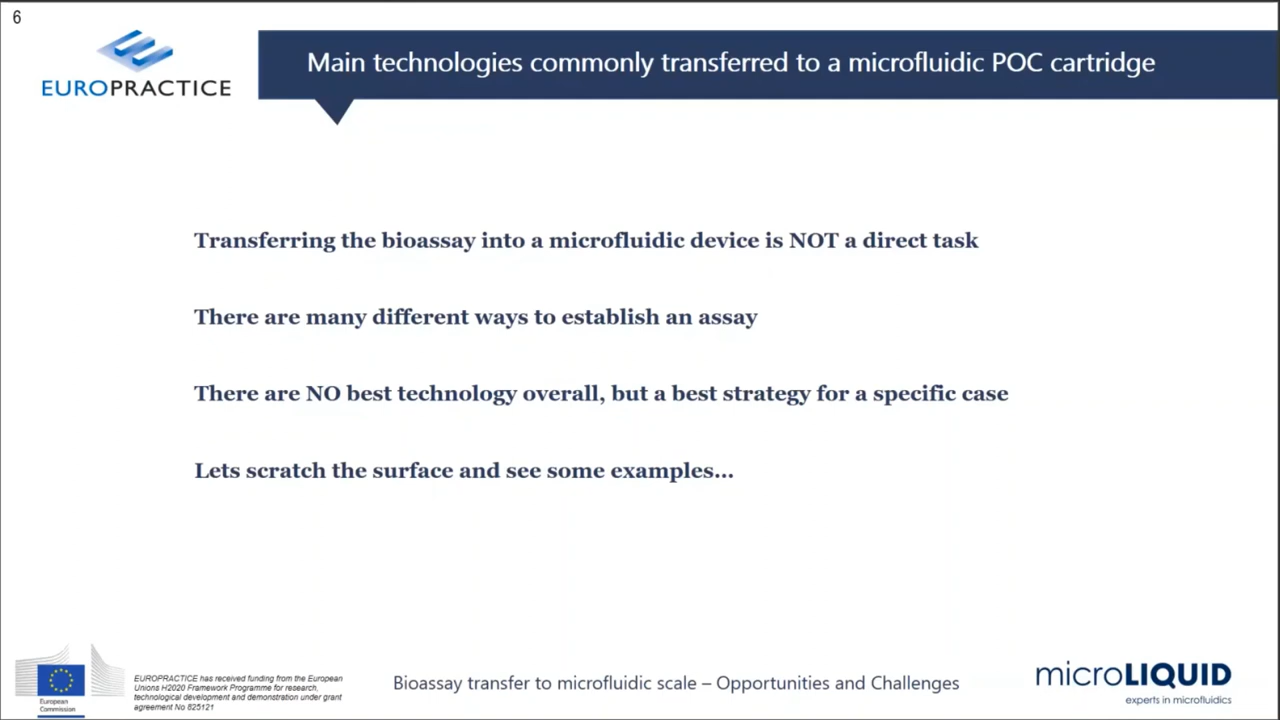 6
EUROPRACTICE
Main technologies commonly transferred to a microfluidic POC cartridge
Transferring the bioassay into a microfluidic device is NOT a direct task
There are many different ways to establish an assay
There are NO best technology overall, but a best strategy for a specific case
Lets scratch the surface and see some examples...
European
Commission
EUROPRACTICE has received funding from the European
Unions H2020 Framework Programme for research,
technological development and demonstration under grant
agreement No 825121
Bioassay transfer to microfluidic scale – Opportunities and Challenges
microLIQUID
experts in microfluidics